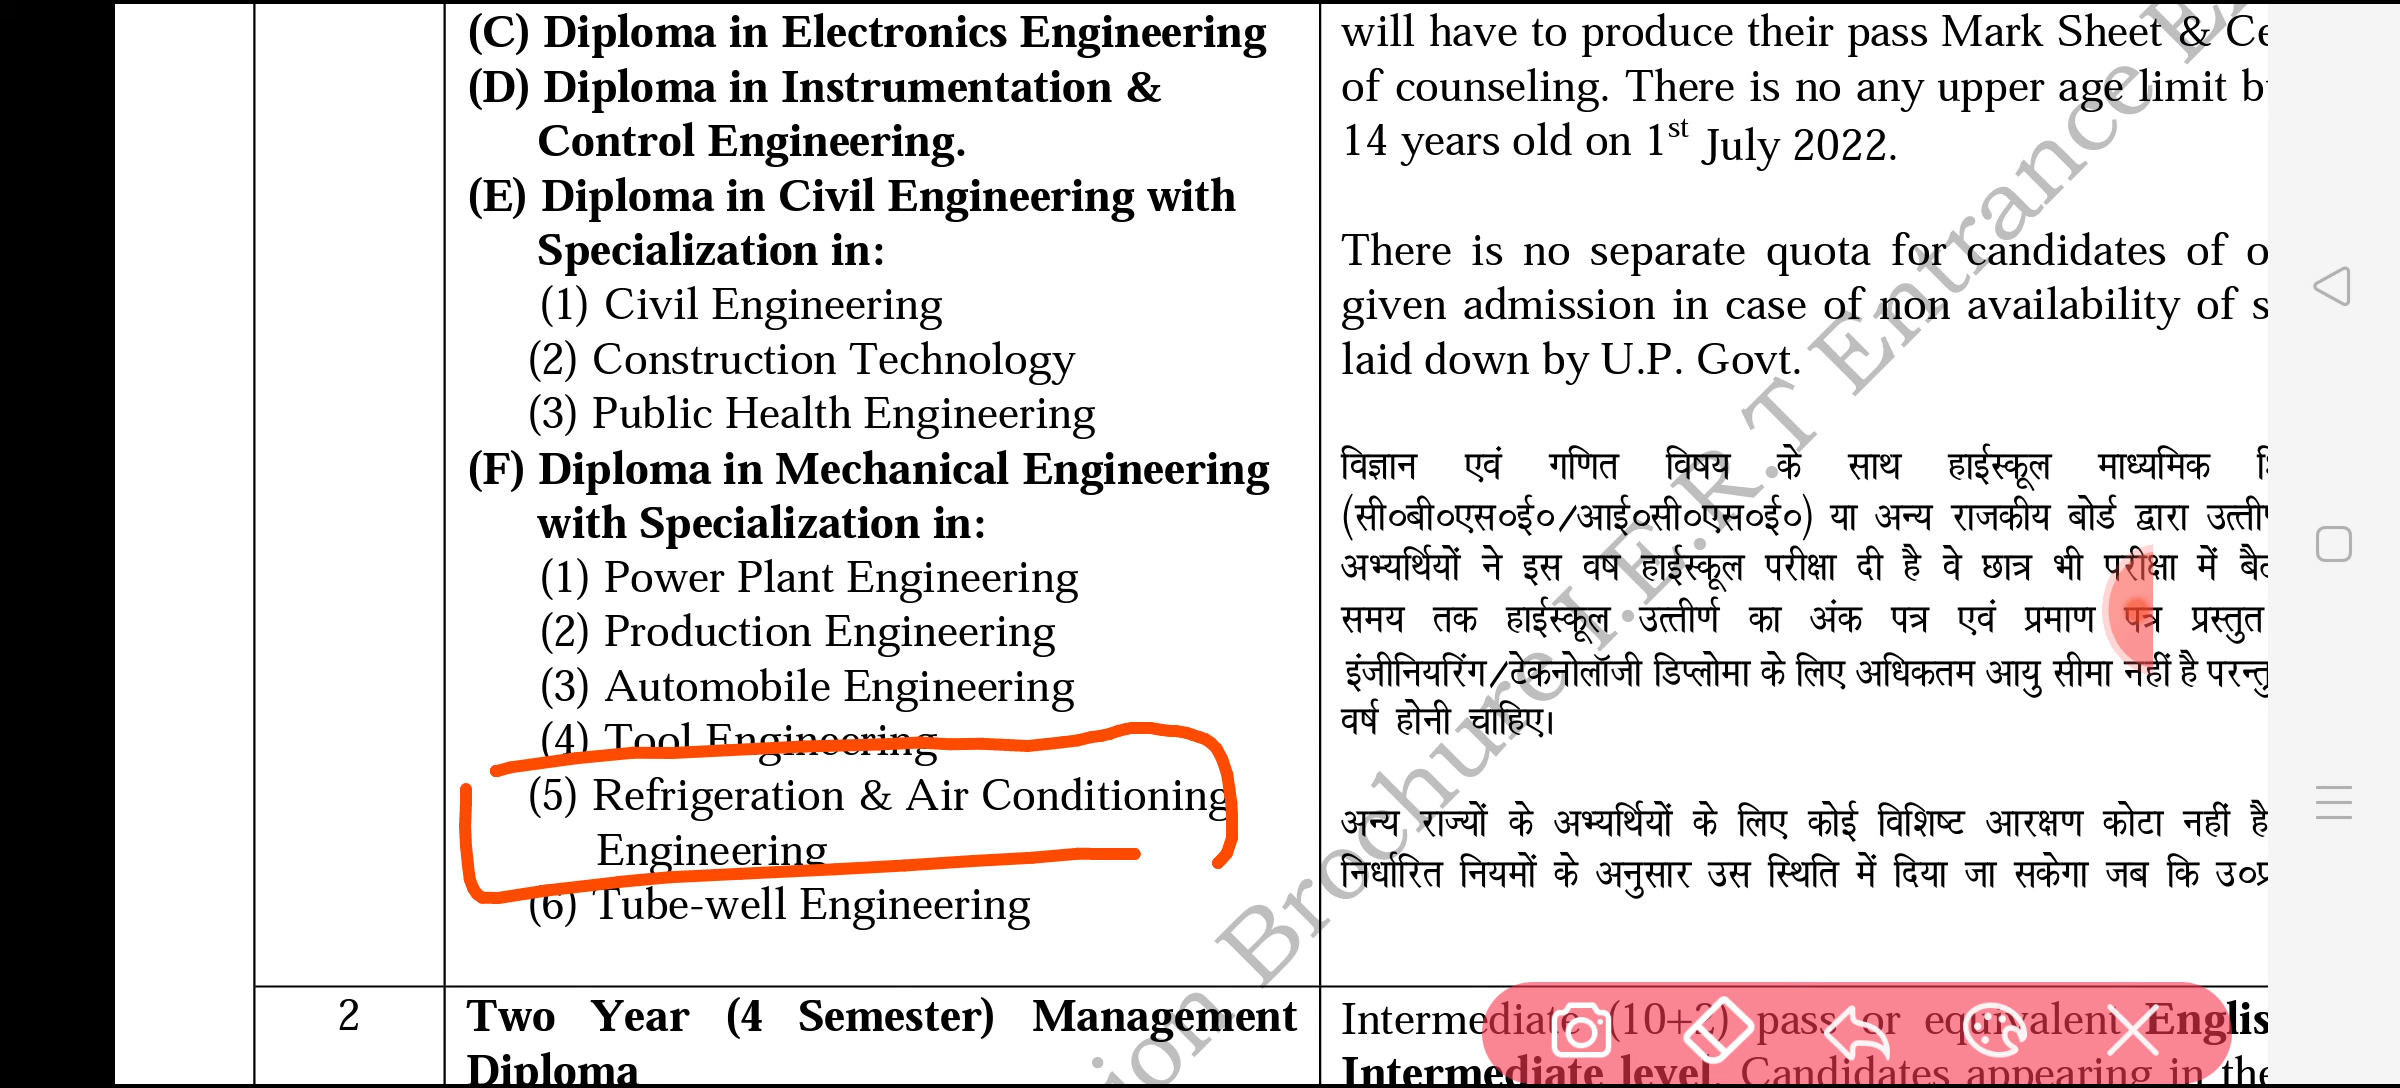 (C) Diploma in Electronics Engineering
(D) Diploma in Instrumentation &
Control Engineering.
(E) Diploma in Civil Engineering with
Specialization in:
(1) Civil Engineering
(2) Construction Technology
(3) Public Health Engineering
(F) Diploma in Mechanical Engineering
with Specialization in:
(1) Power Plant Engineering
(2) Production Engineering
(3) Automobile Engineering
(4) Tool Engineering
(5) Refrigeration & Air Conditioning
Engineering
(6) Tube-well Engineering
will have to produce their pass Mark Sheet &
of counseling. There is no any upper age limit
14 years old on 1st July 2022.
There is no separate quota for candidates of
given admission in case of non availability of
laid down by U.P. Govt.
विज्ञान एवं गणित विषय के साथ हाईस्कूल माध्यमिक
(सी०बी०एस०ई०/आई०सी०एस०ई०) या अन्य राजकीय बोर्ड द्वारा
अभ्यर्थियों ने इस वर्ष हाईस्कूल परीक्षा दी है वे छात्र भी परीक्षा में
समय तक हाईस्कूल उत्तीर्ण का अंक पत्र एवं प्रमाण पत्र प्रस्तुत
इंजीनियरिंग/टेकनोलॉजी डिप्लोमा के लिए अधिकतम आयु सीमा नहीं है परन्तु
वर्ष होनी चाहिए।
अन्य राज्यों के अभ्यर्थियों के लिए कोई विशिष्ट आरक्षण कोटा नहीं है
निर्धारित नियमों के अनुसार उस स्थिति में दिया जा सकेगा जब कि
2
Two Year (4 Semester) Management
Diploma
Intermediate (10+2) pass or equivalent
Intermediate level. Candidates appearing in the
Brochure I.E.R.T Entrance